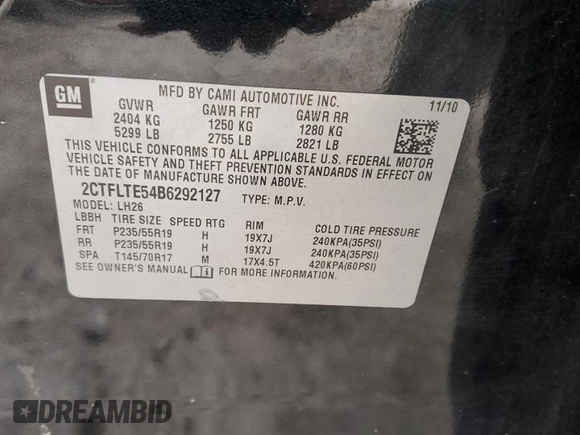 GM
®
MFD BY CAMI AUTOMOTIVE INC.
11/10
GVWR GAWR FRT GAWR RR
2404 KG 1250 KG 1280 KG
5299 LB 2755 LB 2821 LB
THIS VEHICLE CONFORMS TO ALL APPLICABLE U.S. FEDERAL MOTOR
VEHICLE SAFETY AND THEFT PREVENTION STANDARDS IN EFFECT ON
THE DATE OF MANUFACTURE SHOWN ABOVE.
2CTFLTE54B6292127 TYPE: M.P.V.
MODEL: LH26
LBBH TIRE SIZE SPEED RTG RIM COLD TIRE PRESSURE
FRT P235/55R19 H 19X7J 240KPA(35PSI)
RR P235/55R19 H 19X7J 240KPA(35PSI)
SPA T145/70R17 M 17X4.5T 420KPA(60PSI)
SEE OWNER'S MANUAL FOR MORE INFORMATION.
DREAMBID